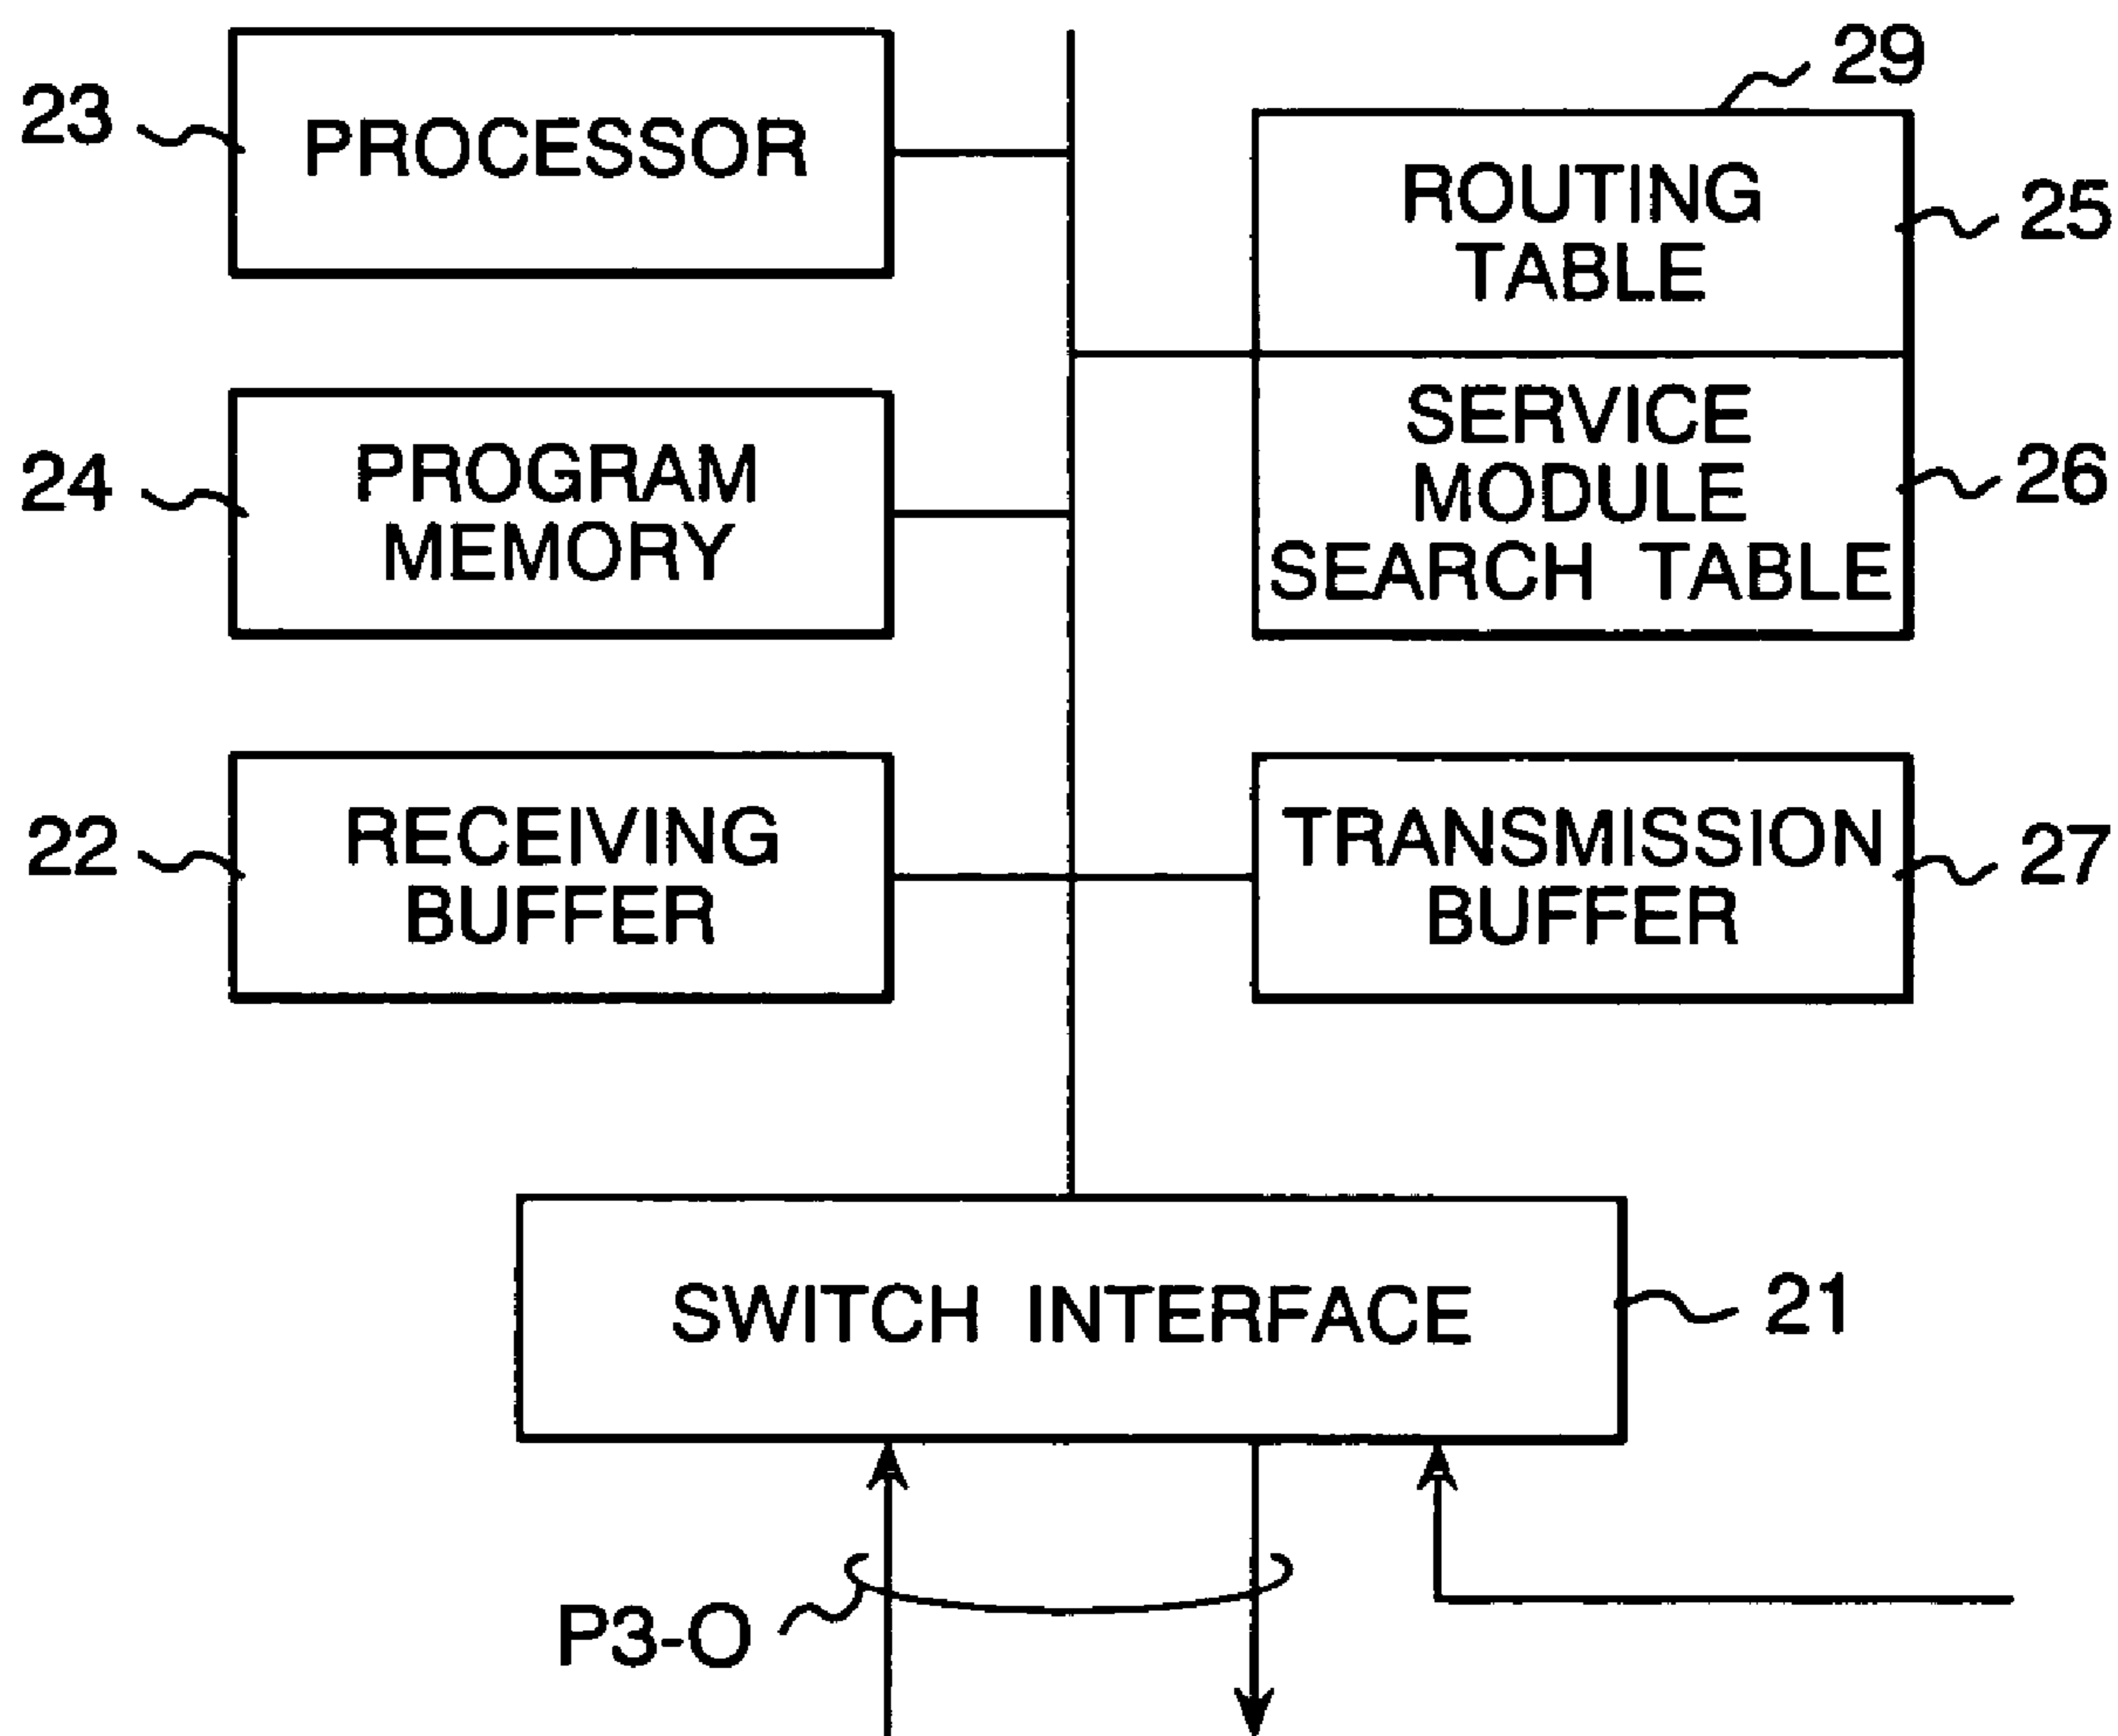 29
23
PROCESSOR
ROUTING
TABLE
25
24
PROGRAM
MEMORY
SERVICE
MODULE
SEARCH TABLE
26
22
RECEIVING
BUFFER
TRANSMISSION
BUFFER
27
SWITCH INTERFACE
21
P3-O